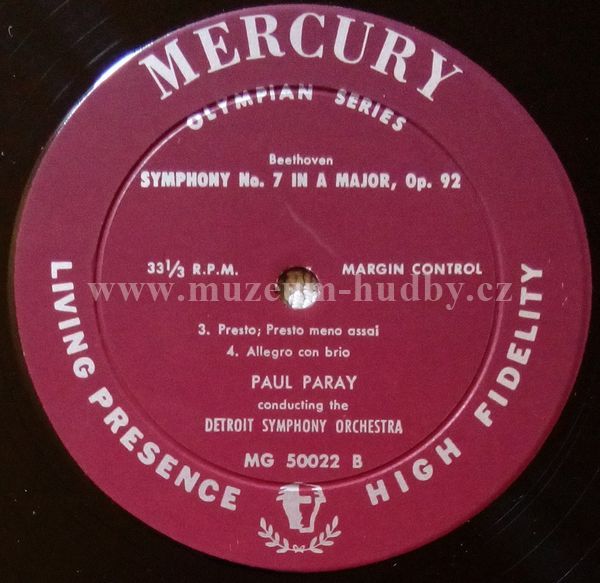 MERCURY
OLYMPIAN SERIES
Beethoven
SYMPHONY No. 7 IN A MAJOR, Op. 92
33 1/3 R.P.M. MARGIN CONTROL
www.muzeum-hudby.cz
3. Presto; Presto meno assai
4. Allegro con brio
PAUL PARAY
conducting the
DETROIT SYMPHONY ORCHESTRA
MG 50022 B
LIVING PRESENCE HIGH FIDELITY